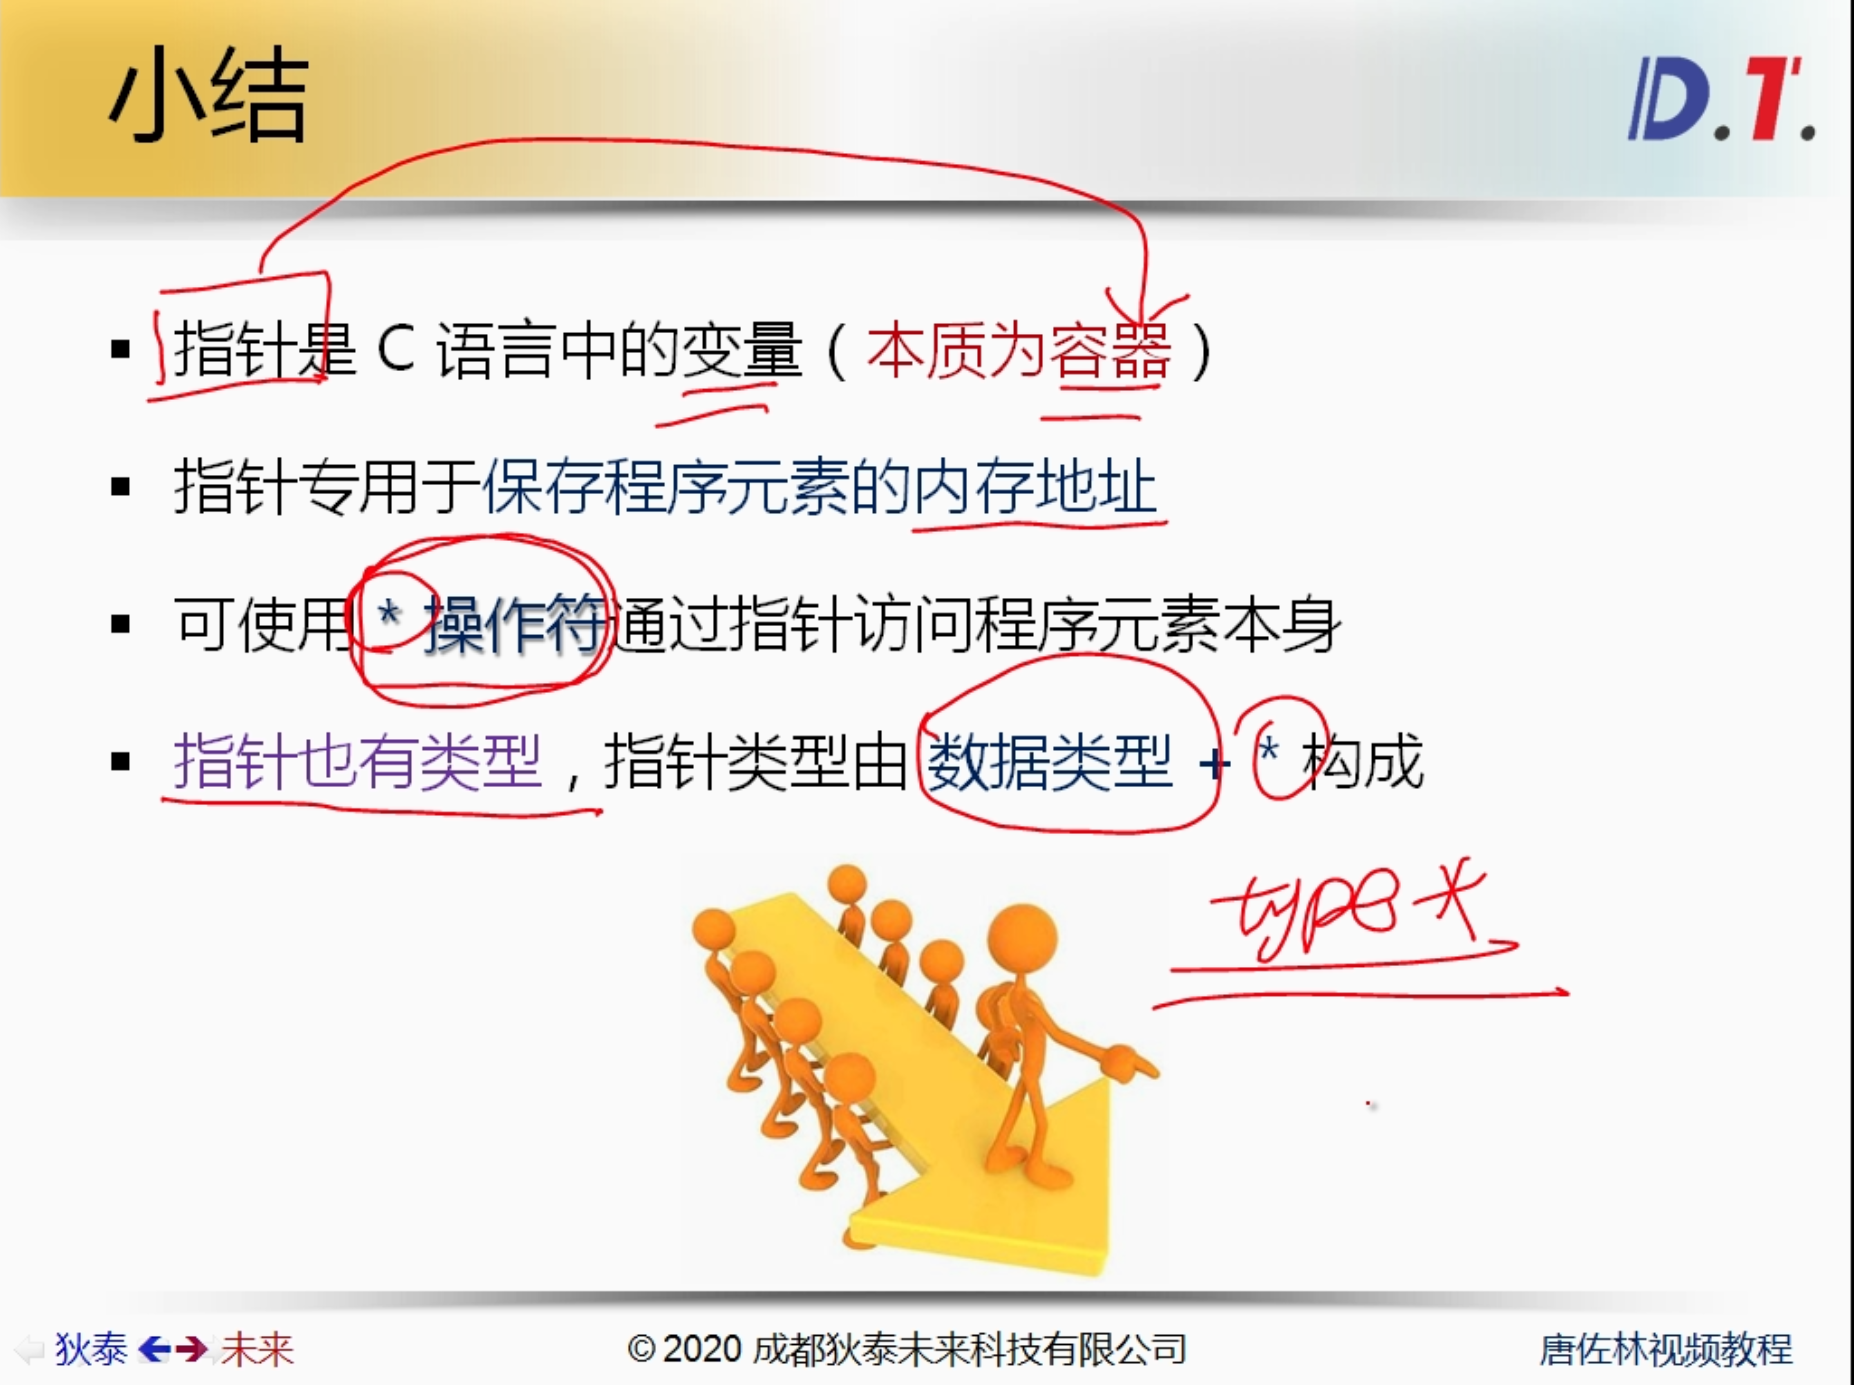 小结
D.T.
▪ 指针是 C 语言中的变量（本质为容器）
▪ 指针专用于保存程序元素的内存地址
▪ 可使用 * 操作符通过指针访问程序元素本身
▪ 指针也有类型，指针类型由 数据类型 + * 构成
type *
狄泰 未来
© 2020 成都狄泰未来科技有限公司
唐佐林视频教程